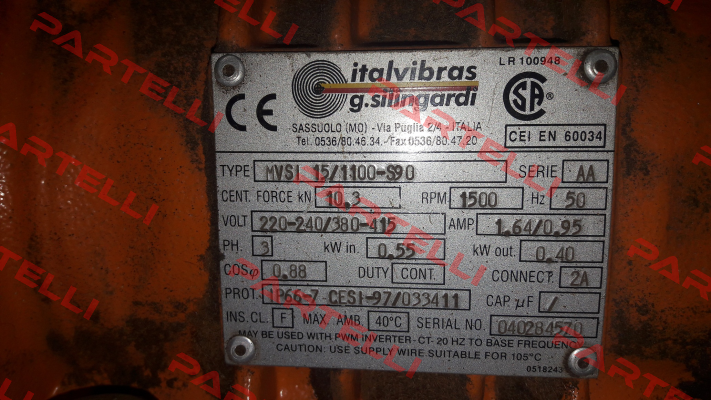 italvibras
g.silingardi
LR 100948
CE
SA
®
SASSUOLO (MO) - Via Puglia 2/4 - ITALIA
Tel. 0536/80.46.34. - Fax 0536/80.47.20
CEI EN 60034
TYPE MVSI 15/1100-S90 SERIE AA
CENT. FORCE kN 10,3 RPM 1500 Hz 50
VOLT 220-240/380-415 AMP. 1.64/0.95
PH. 3 kW in. 0.55 kW out. 0.40
COSφ 0.88 DUTY CONT. CONNECT. 2A
PROT. IP66-7 CESI-97/033411 CAP. µF /
INS.CL. F MAX AMB. 40°C SERIAL NO. 040284570
MAY BE USED WITH PWM INVERTER -CT- 20 HZ TO BASE FREQUENCY
CAUTION: USE SUPPLY WIRE SUITABLE FOR 105°C
0518243
PARTELLI
PARTELLI
PARTELLI
PARTELLI
PARTELLI
PARTELLI